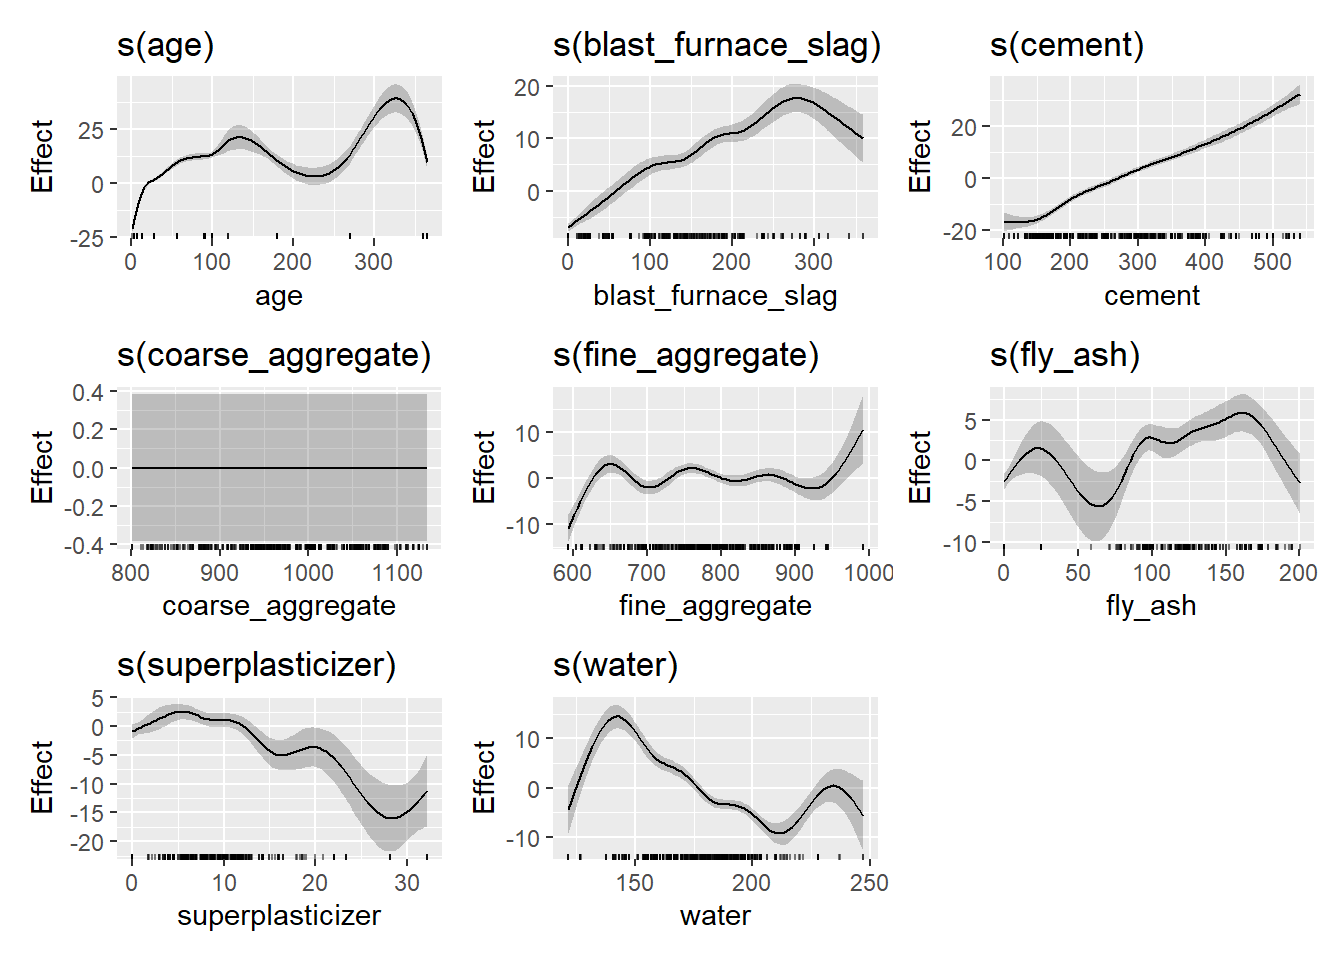 s(age)
Effect
25
0
-25
0 100 200 300
age
s(blast_furnace_slag)
Effect
20
10
0
0 100 200 300
blast_furnace_slag
s(cement)
Effect
20
0
-20
100 200 300 400 500
cement
s(coarse_aggregate)
Effect
0.4
0.2
0.0
-0.2
-0.4
800 900 1000 1100
coarse_aggregate
s(fine_aggregate)
Effect
10
0
-10
600 700 800 900 1000
fine_aggregate
s(fly_ash)
Effect
5
0
-5
-10
0 50 100 150 200
fly_ash
s(superplasticizer)
Effect
5
0
-5
-10
-15
-20
0 10 20 30
superplasticizer
s(water)
Effect
10
0
-10
150 200 250
water